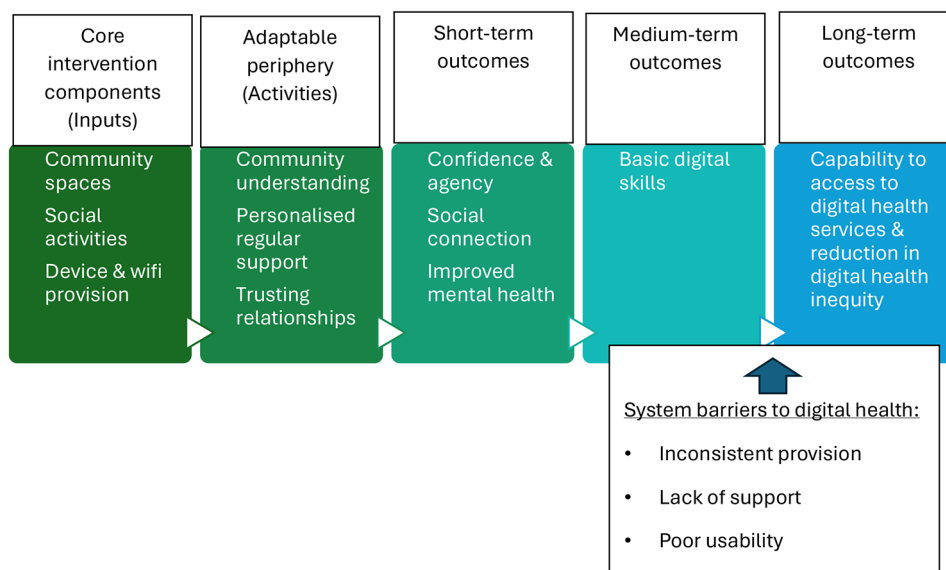 Core
intervention
components
(Inputs)
Adaptable
periphery
(Activities)
Short-term
outcomes
Medium-term
outcomes
Long-term
outcomes
Community
spaces
Social
activities
Device & wifi
provision
Community
understanding
Personalised
regular
support
Trusting
relationships
Confidence &
agency
Social
connection
Improved
mental health
Basic digital
skills
Capability to
access to
digital health
services &
reduction in
digital health
inequity
System barriers to digital health:
• Inconsistent provision
• Lack of support
• Poor usability